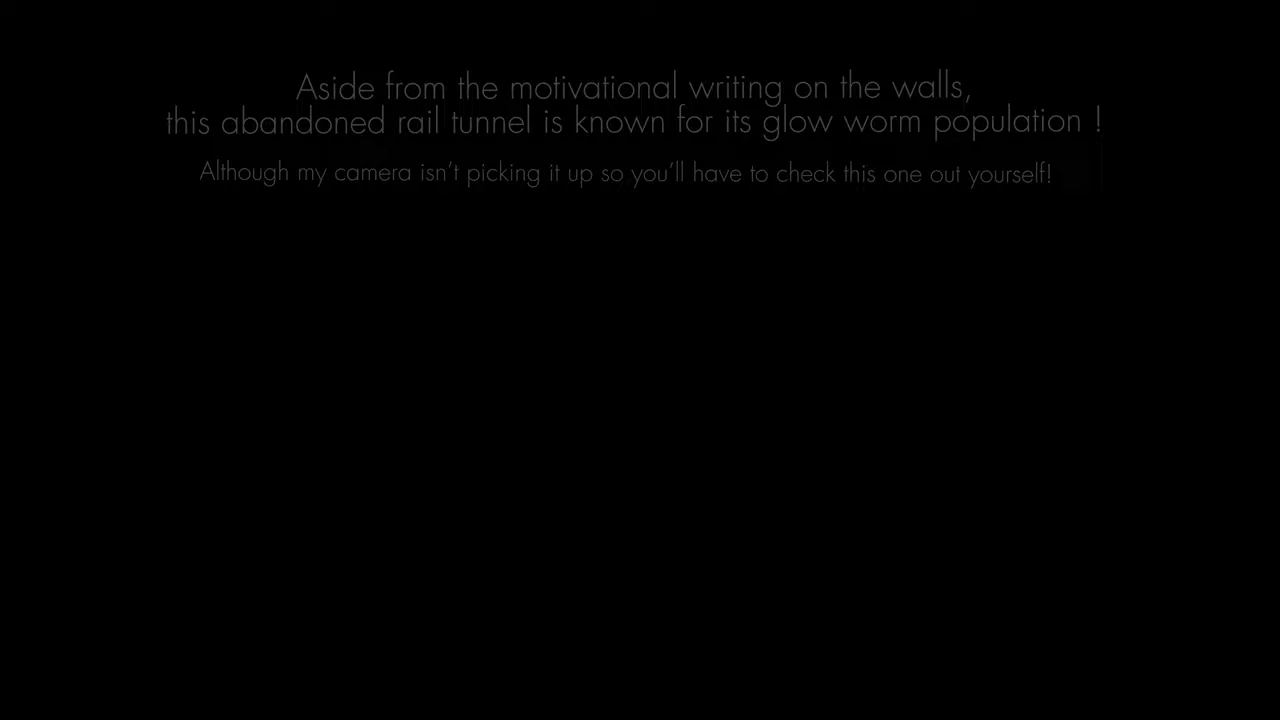 Aside from the motivational writing on the walls,
this abandoned rail tunnel is known for its glow worm population !
Although my camera isn't picking it up so you'll have to check this one out yourself!